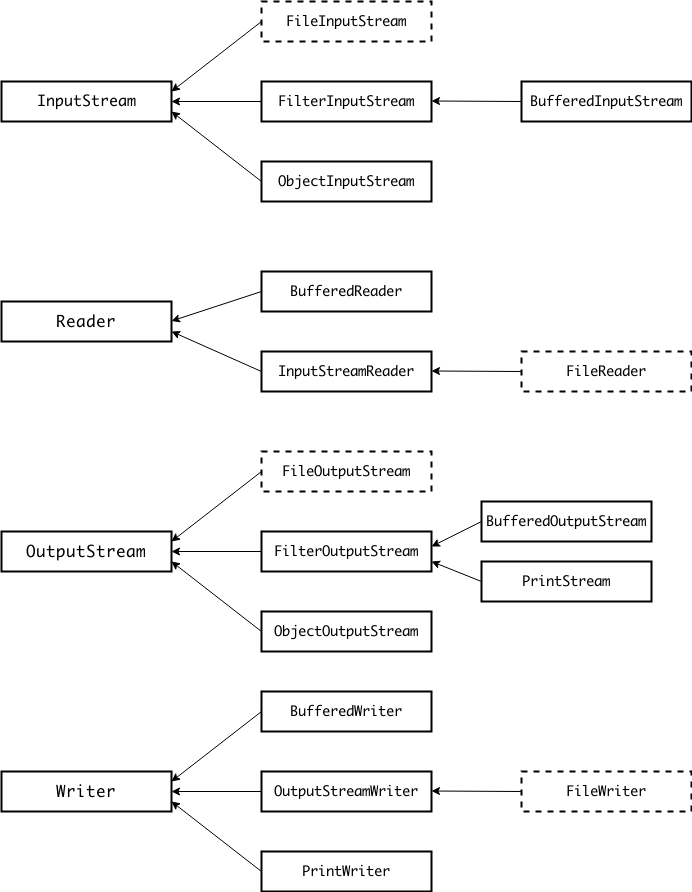 FileInputStream
InputStream
FilterInputStream
BufferedInputStream
ObjectInputStream
BufferedReader
Reader
InputStreamReader
FileReader
FileOutputStream
BufferedOutputStream
OutputStream
FilterOutputStream
PrintStream
ObjectOutputStream
BufferedWriter
Writer
OutputStreamWriter
FileWriter
PrintWriter